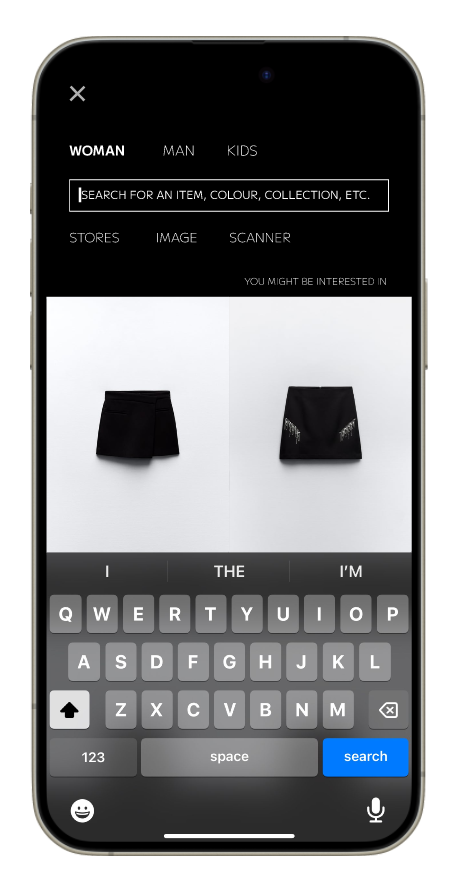 WOMAN MAN KIDS
SEARCH FOR AN ITEM, COLOUR, COLLECTION, ETC.
STORES IMAGE SCANNER
YOU MIGHT BE INTERESTED IN
I THE I'M
Q W E R T Y U I O P
A S D F G H J K L
Z X C V B N M
123 space search